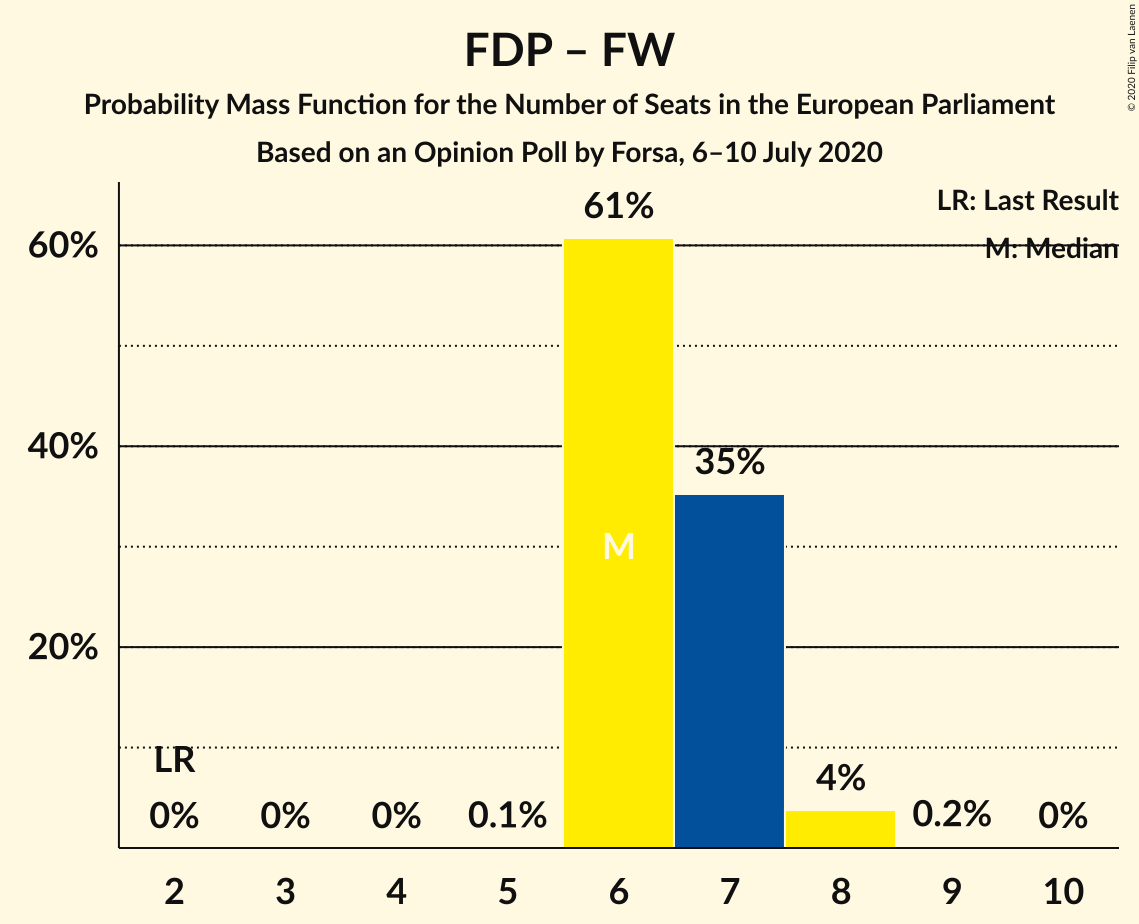 FDP – FW
Probability Mass Function for the Number of Seats in the European Parliament
Based on an Opinion Poll by Forsa, 6–10 July 2020
© 2020 Filip van Laenen
LR: Last Result
M: Median
60%
40%
20%
61%
35%
M
LR
4%
0%
0%
0%
0.1%
0.2%
0%
2
3
4
5
6
7
8
9
10